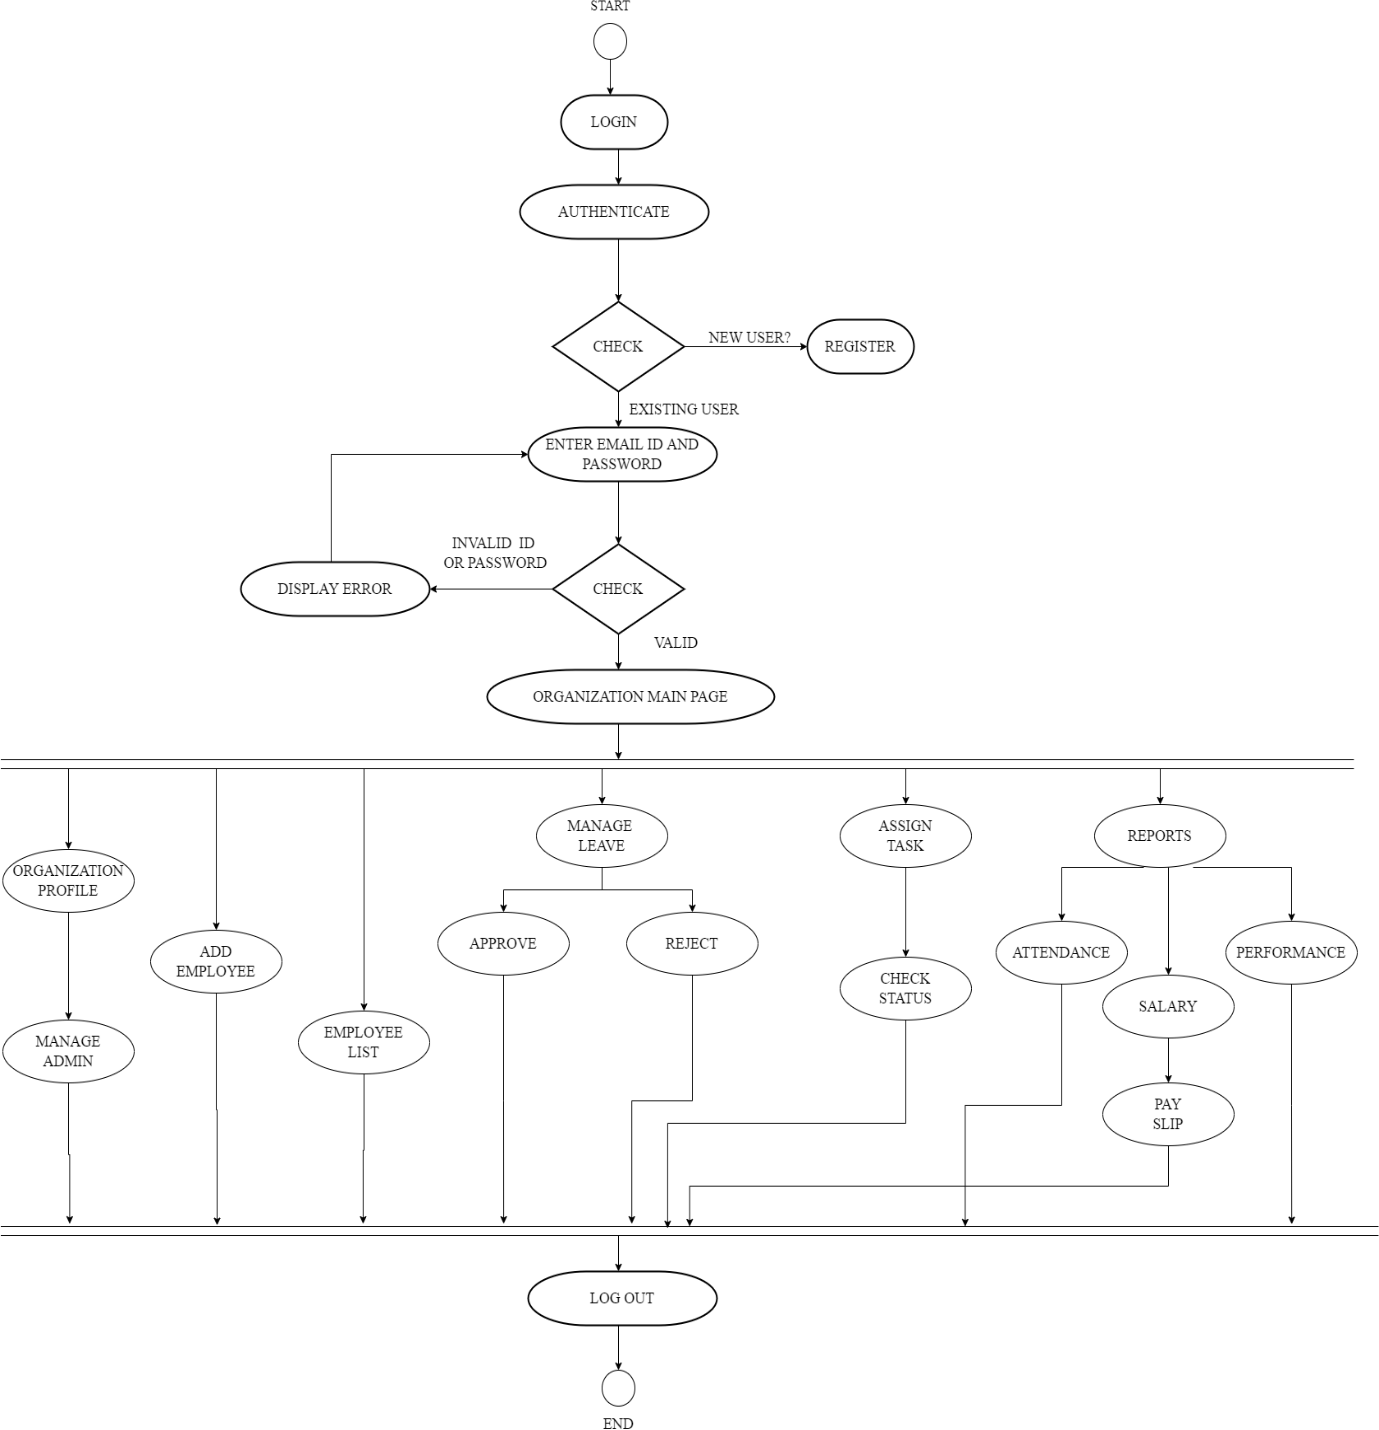 START
LOGIN
AUTHENTICATE
CHECK
NEW USER?
REGISTER
EXISTING USER
ENTER EMAIL ID AND
PASSWORD
INVALID ID
OR PASSWORD
DISPLAY ERROR
CHECK
VALID
ORGANIZATION MAIN PAGE
MANAGE
LEAVE
ASSIGN
TASK
REPORTS
ORGANIZATION
PROFILE
ADD
EMPLOYEE
APPROVE
REJECT
ATTENDANCE
PERFORMANCE
CHECK
STATUS
SALARY
EMPLOYEE
LIST
MANAGE
ADMIN
PAY
SLIP
LOG OUT
END